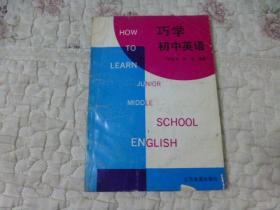 HOW
TO
LEARN
JUNIOR
MIDDLE
SCHOOL
ENGLISH
巧学
初中英语